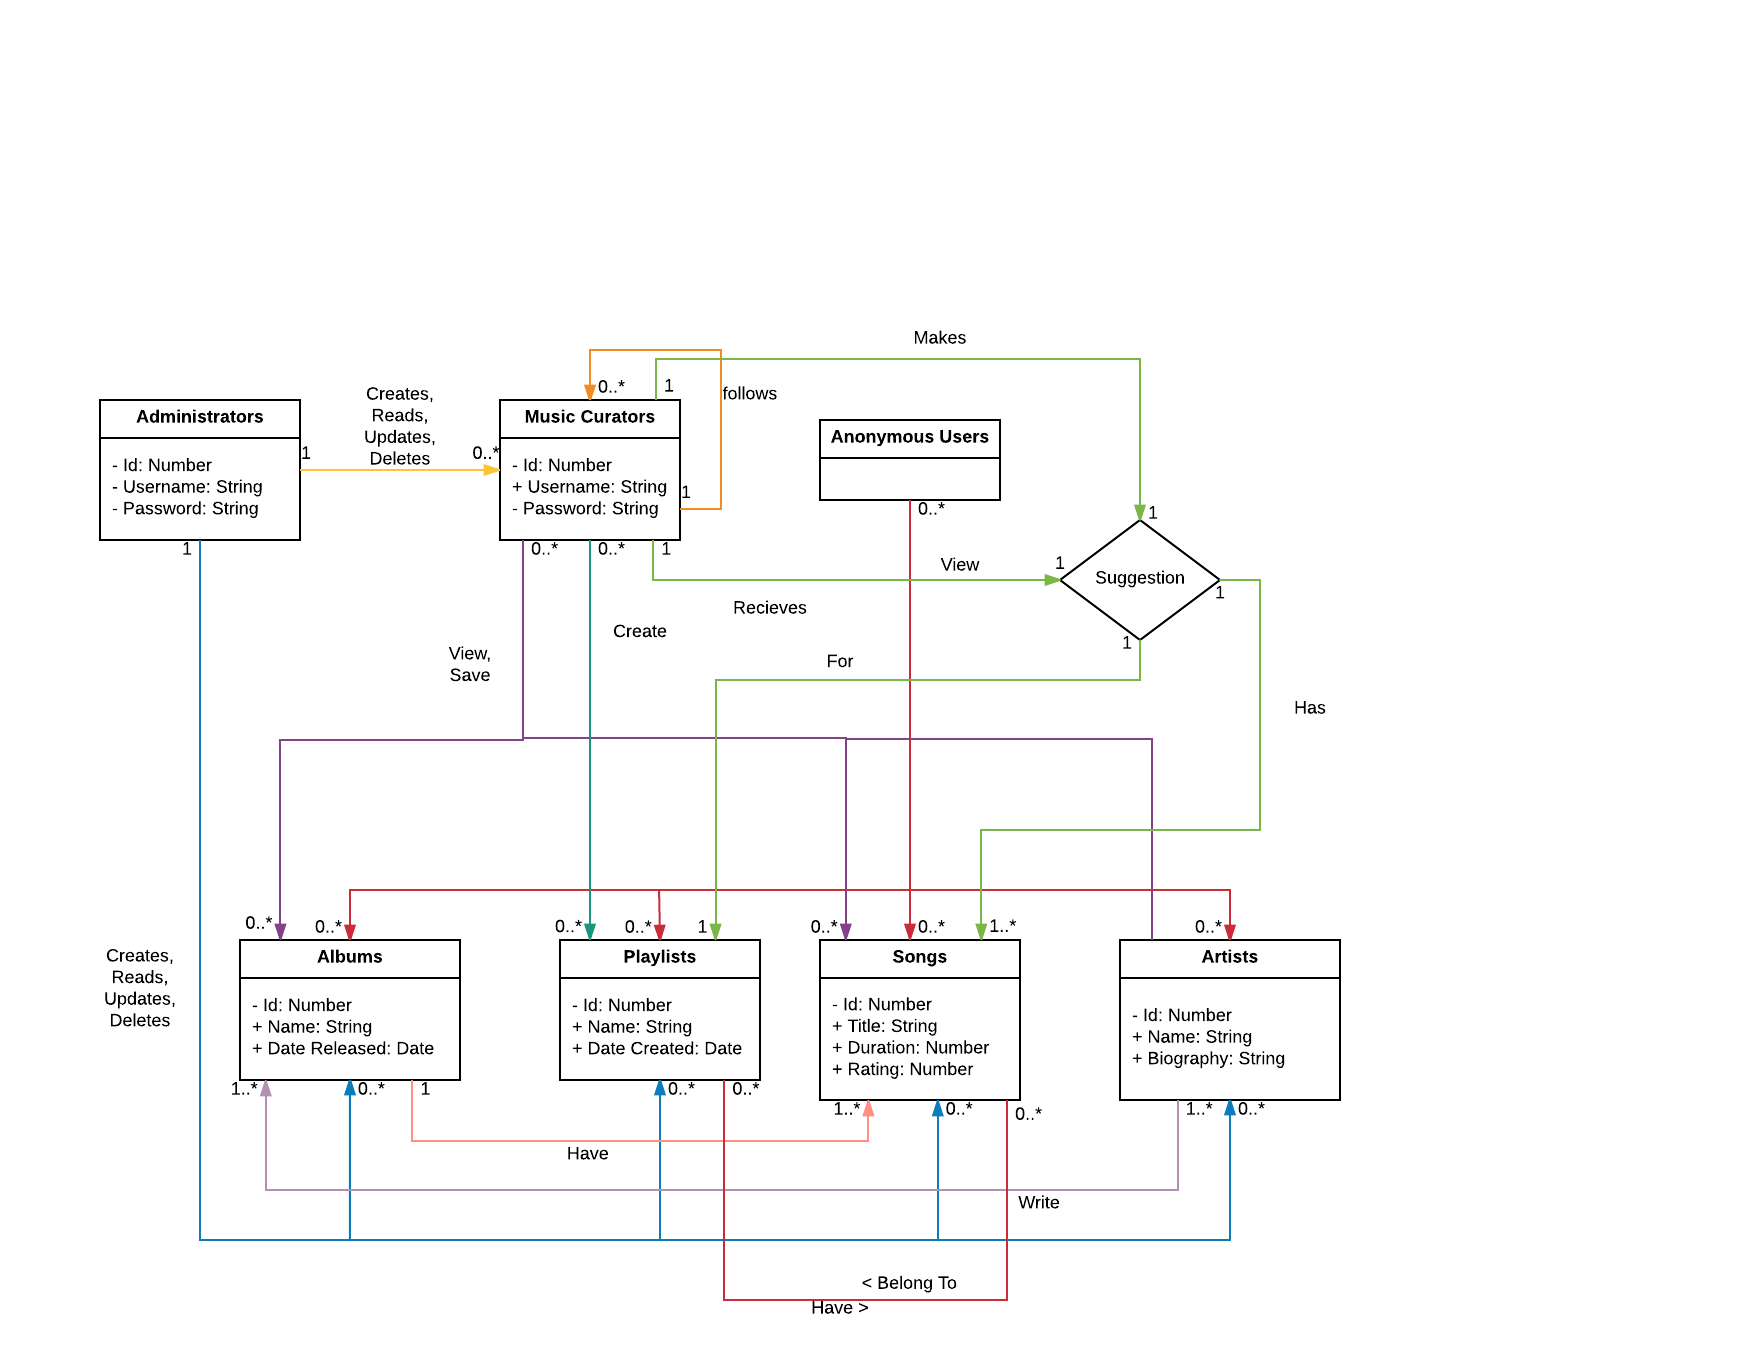 Makes
0..*
1
follows
Creates,
Reads,
Updates,
Deletes
Administrators
- Id: Number
- Username: String
- Password: String
1
0..*
Music Curators
- Id: Number
+ Username: String
- Password: String
1
Anonymous Users
0..*
1
1
0..*
0..*
1
View
1
Suggestion
1
1
Recieves
Create
View,
Save
For
Has
0..*
0..*
0..*
0..*
1
0..*
0..*
1..*
0..*
Creates,
Reads,
Updates,
Deletes
Albums
- Id: Number
+ Name: String
+ Date Released: Date
Playlists
- Id: Number
+ Name: String
+ Date Created: Date
Songs
- Id: Number
+ Title: String
+ Duration: Number
+ Rating: Number
Artists
- Id: Number
+ Name: String
+ Biography: String
1..*
0..*
1
0..*
0..*
1..*
0..*
0..*
1..*
0..*
Have
Write
< Belong To
Have >